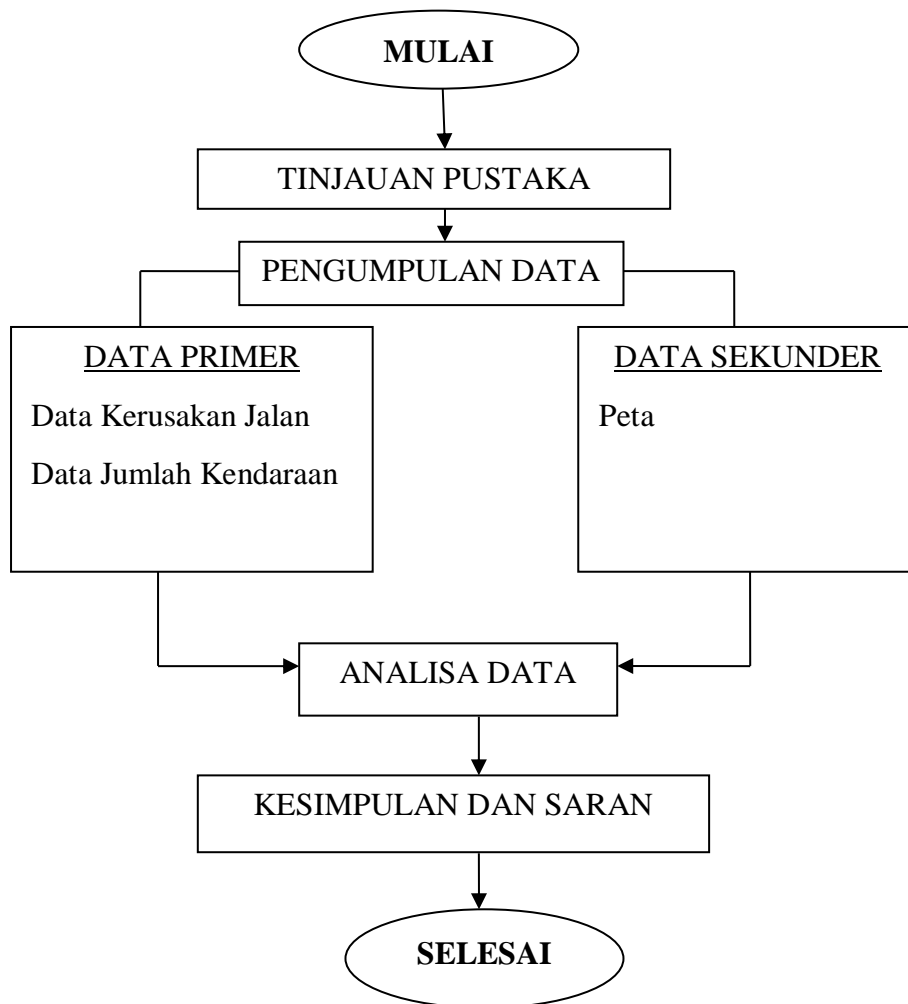 MULAI
TINJAUAN PUSTAKA
PENGUMPULAN DATA
DATA PRIMER
Data Kerusakan Jalan
Data Jumlah Kendaraan
DATA SEKUNDER
Peta
ANALISA DATA
KESIMPULAN DAN SARAN
SELESAI